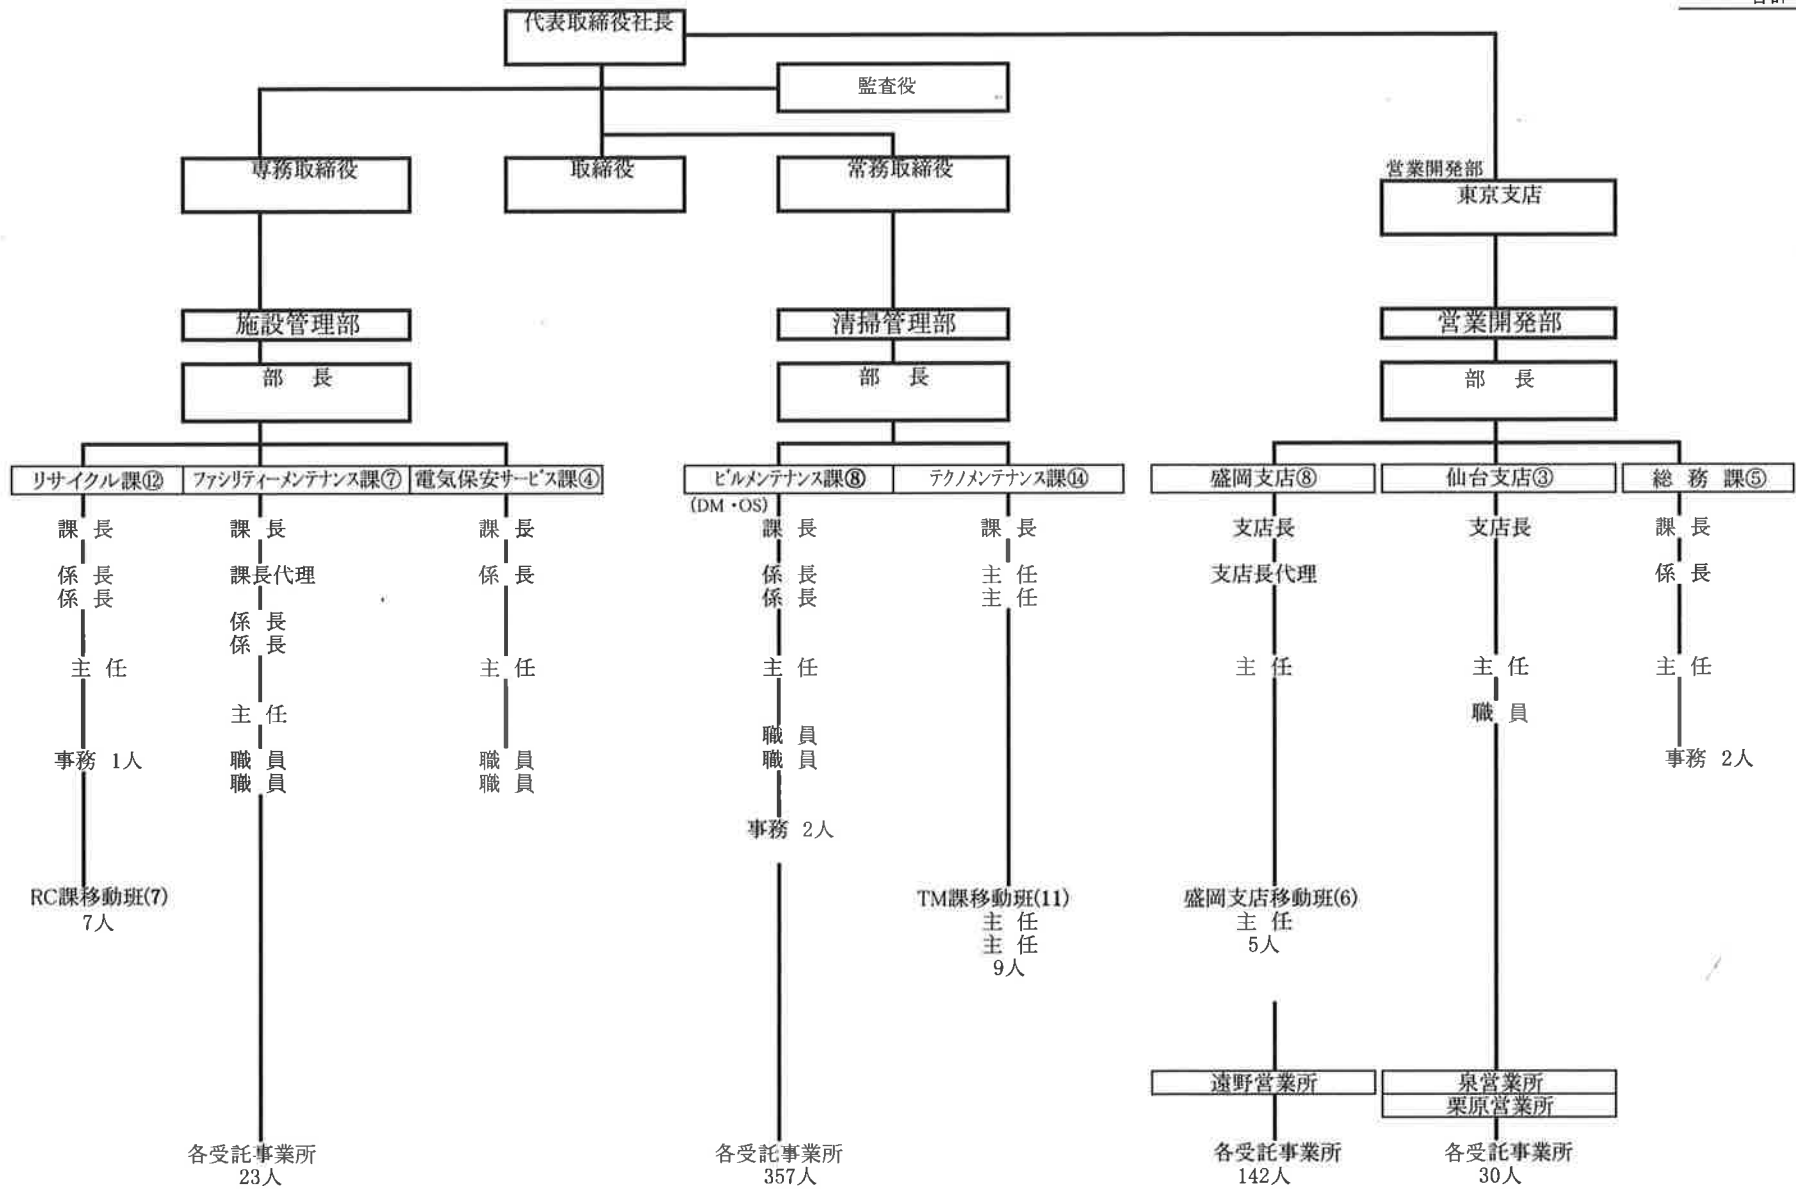 代表取締役社長
監査役
専務取締役
取締役
常務取締役
営業開発部
東京支店
施設管理部
清掃管理部
営業開発部
部 長
部 長
部 長
リサイクル課⑫
ファシリティーメンテナンス課⑦
電気保安サービス課④
ビルメンテナンス課⑧
テクノメンテナンス課⑭
盛岡支店⑧
仙台支店③
総 務 課⑤
課 長
係 長
係 長
主 任
事務 1人
RC課移動班(7)
7人
課 長
課長代理
係 長
係 長
主 任
職 員
職 員
各受託事業所
23人
課 長
係 長
主 任
職 員
職 員
(DM・OS)
課 長
係 長
係 長
主 任
職 員
職 員
事務 2人
各受託事業所
357人
課 長
主 任
主 任
TM課移動班(11)
主 任
主 任
9人
支店長
支店長代理
主 任
盛岡支店移動班(6)
主 任
5人
遠野営業所
各受託事業所
142人
支店長
主 任
職 員
泉営業所
栗原営業所
各受託事業所
30人
課 長
係 長
主 任
事務 2人